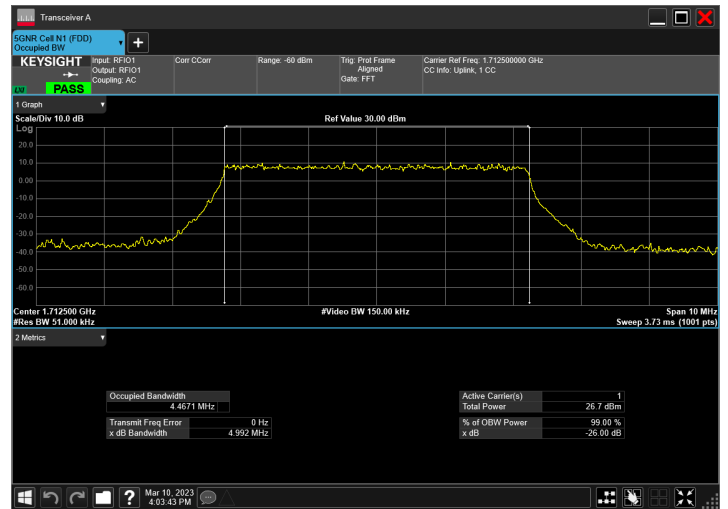 Transceiver A
5GNR Cell N1 (FDD)
Occupied BW
KEYSIGHT
LXI
PASS
Input: RFIO1
Output: RFIO1
Coupling: AC
Corr CCorr
Range: -60 dBm
Trig: Prot Frame
Aligned
Gate: FFT
Carrier Ref Freq: 1.712500000 GHz
CC Info: Uplink, 1 CC
1 Graph
Scale/Div 10.0 dB
Ref Value 30.00 dBm
Log
20.0
10.0
0.00
-10.0
-20.0
-30.0
-40.0
-50.0
-60.0
Center 1.712500 GHz
#Video BW 150.00 kHz
Span 10 MHz
#Res BW 51.000 kHz
Sweep 3.73 ms (1001 pts)
2 Metrics
Occupied Bandwidth
4.4671 MHz
Active Carrier(s) 1
Total Power 26.7 dBm
Transmit Freq Error 0 Hz
x dB Bandwidth 4.992 MHz
% of OBW Power 99.00 %
x dB -26.00 dB
?
Mar 10, 2023
4:03:43 PM